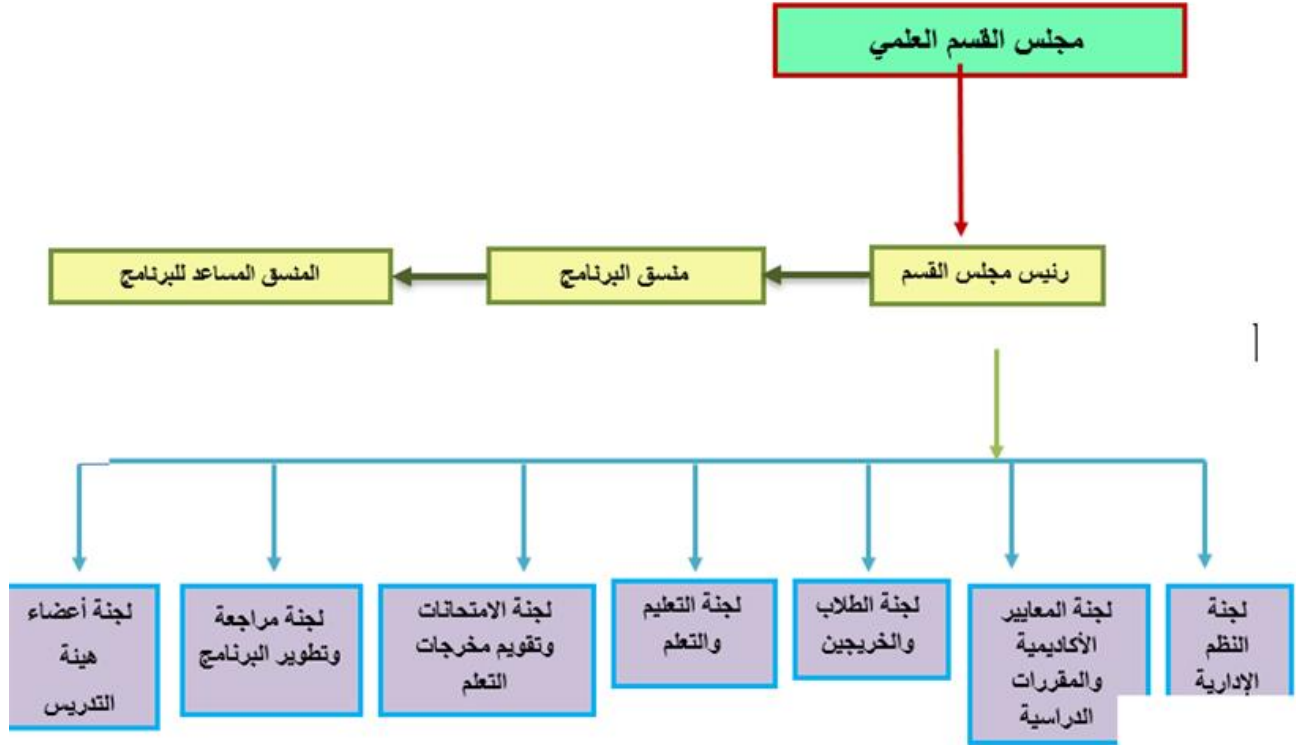 مجلس القسم العلمي
رئيس مجلس القسم
منسق البرنامج
المنسق المساعد للبرنامج
لجنة
النظم
الإدارية
لجنة المعايير
الأكاديمية
والمقررات
الدراسية
لجنة الطلاب
والخريجين
لجنة التعليم
والتعلم
لجنة الامتحانات
وتقويم مخرجات
التعلم
لجنة مراجعة
وتطوير البرنامج
لجنة أعضاء
هيئة
التدريس